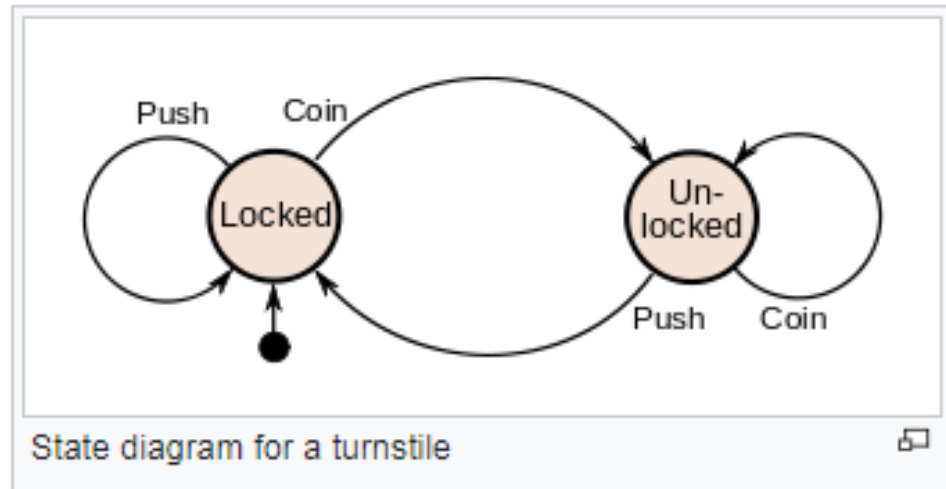 Push
Coin
Locked
Un-
locked
Push
Coin
State diagram for a turnstile